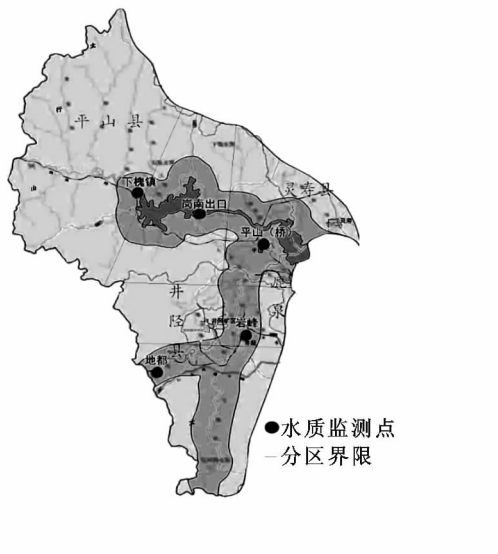 平山县
灵寿县
下槐镇
岗南出口
平山（桥）
井陉县
鹿泉
岩峰
地都
水质监测点
分区界限